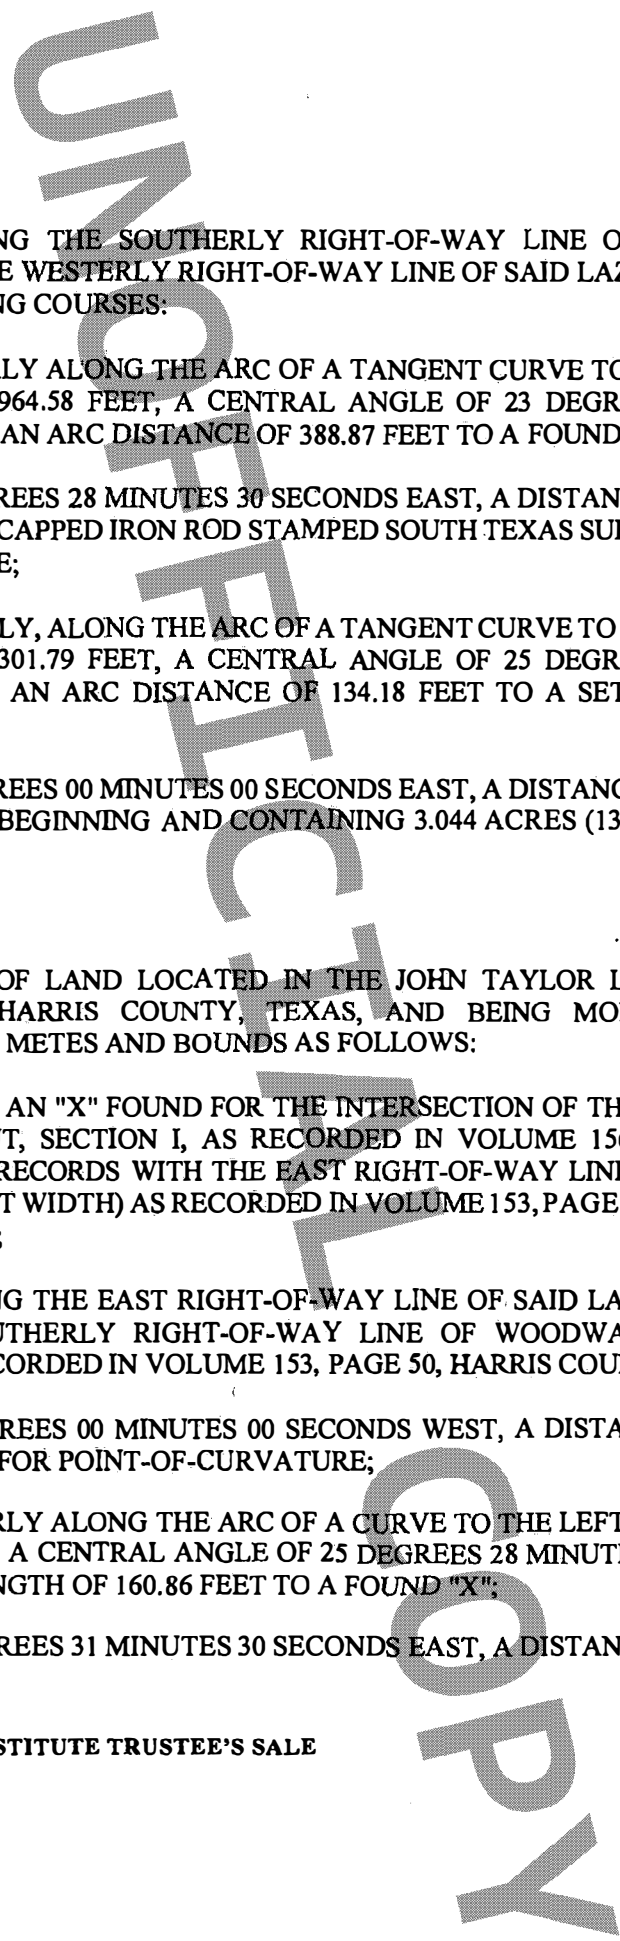 NG THE SOUTHERLY RIGHT-OF-WAY LINE O
E WESTERLY RIGHT-OF-WAY LINE OF SAID LAZ
NG COURSES:
LY ALONG THE ARC OF A TANGENT CURVE TO
964.58 FEET, A CENTRAL ANGLE OF 23 DEGR
AN ARC DISTANCE OF 388.87 FEET TO A FOUND
REES 28 MINUTES 30 SECONDS EAST, A DISTAN
CAPPED IRON ROD STAMPED SOUTH TEXAS SU
E;
LY, ALONG THE ARC OF A TANGENT CURVE TO
301.79 FEET, A CENTRAL ANGLE OF 25 DEGR
AN ARC DISTANCE OF 134.18 FEET TO A SET
REES 00 MINUTES 00 SECONDS EAST, A DISTANC
BEGINNING AND CONTAINING 3.044 ACRES (13
OF LAND LOCATED IN THE JOHN TAYLOR L
HARRIS COUNTY, TEXAS, AND BEING MO
METES AND BOUNDS AS FOLLOWS:
AN "X" FOUND FOR THE INTERSECTION OF TH
T, SECTION I, AS RECORDED IN VOLUME 15
RECORDS WITH THE EAST RIGHT-OF-WAY LIN
T WIDTH) AS RECORDED IN VOLUME 153, PAGE
;
NG THE EAST RIGHT-OF-WAY LINE OF SAID LA
UTHERLY RIGHT-OF-WAY LINE OF WOODWA
CORDED IN VOLUME 153, PAGE 50, HARRIS COU
REES 00 MINUTES 00 SECONDS WEST, A DISTA
FOR POINT-OF-CURVATURE;
RLY ALONG THE ARC OF A CURVE TO THE LEFT
A CENTRAL ANGLE OF 25 DEGREES 28 MINUT
NGTH OF 160.86 FEET TO A FOUND "X";
REES 31 MINUTES 30 SECONDS EAST, A DISTAN
STITUTE TRUSTEE'S SALE
UNOFFICIAL COPY